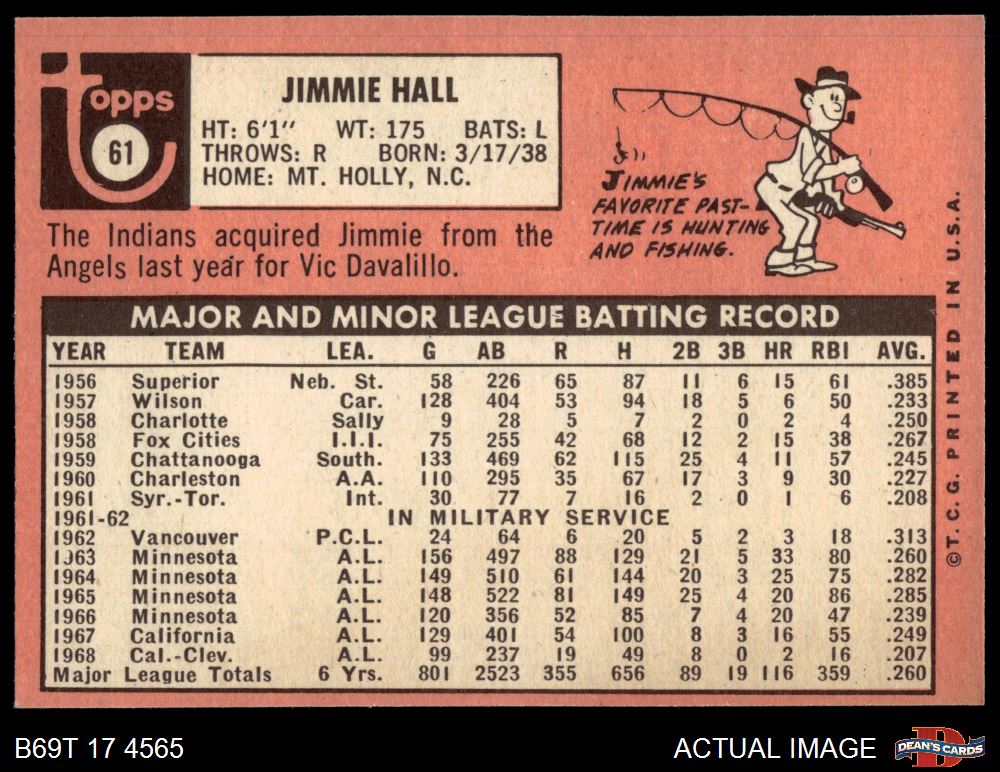 Topps
61
JIMMIE HALL
HT: 6'1" WT: 175 BATS: L
THROWS: R BORN: 3/17/38
HOME: MT. HOLLY, N.C.
The Indians acquired Jimmie from the
Angels last year for Vic Davalillo.
JIMMIE'S
FAVORITE PAST-
TIME IS HUNTING
AND FISHING.
MAJOR AND MINOR LEAGUE BATTING RECORD
YEAR TEAM LEA. G AB R H 2B 3B HR RBI AVG.
1956 Superior Neb. St. 58 226 65 87 11 6 15 61 .385
1957 Wilson Car. 128 404 53 94 18 5 6 50 .233
1958 Charlotte Sally 9 28 5 7 2 0 2 4 .250
1958 Fox Cities I.I.I. 75 255 42 68 12 2 15 38 .267
1959 Chattanooga South. 133 469 62 115 25 4 11 57 .245
1960 Charleston A.A. 110 295 35 67 17 3 9 30 .227
1961 Syr.-Tor. Int. 30 77 7 16 2 0 1 6 .208
1961-62 IN MILITARY SERVICE
1962 Vancouver P.C.L. 24 64 6 20 5 2 3 18 .313
1963 Minnesota A.L. 156 497 88 129 21 5 33 80 .260
1964 Minnesota A.L. 149 510 61 144 20 3 25 75 .282
1965 Minnesota A.L. 148 522 81 149 25 4 20 86 .285
1966 Minnesota A.L. 120 356 52 85 7 4 20 47 .239
1967 California A.L. 129 401 54 100 8 3 16 55 .249
1968 Cal.-Clev. A.L. 99 237 19 49 8 0 2 16 .207
Major League Totals 6 Yrs. 801 2523 355 656 89 19 116 359 .260
©T.C.G. PRINTED IN U.S.A.
B69T 17 4565 ACTUAL IMAGE
DEAN'S CARDS